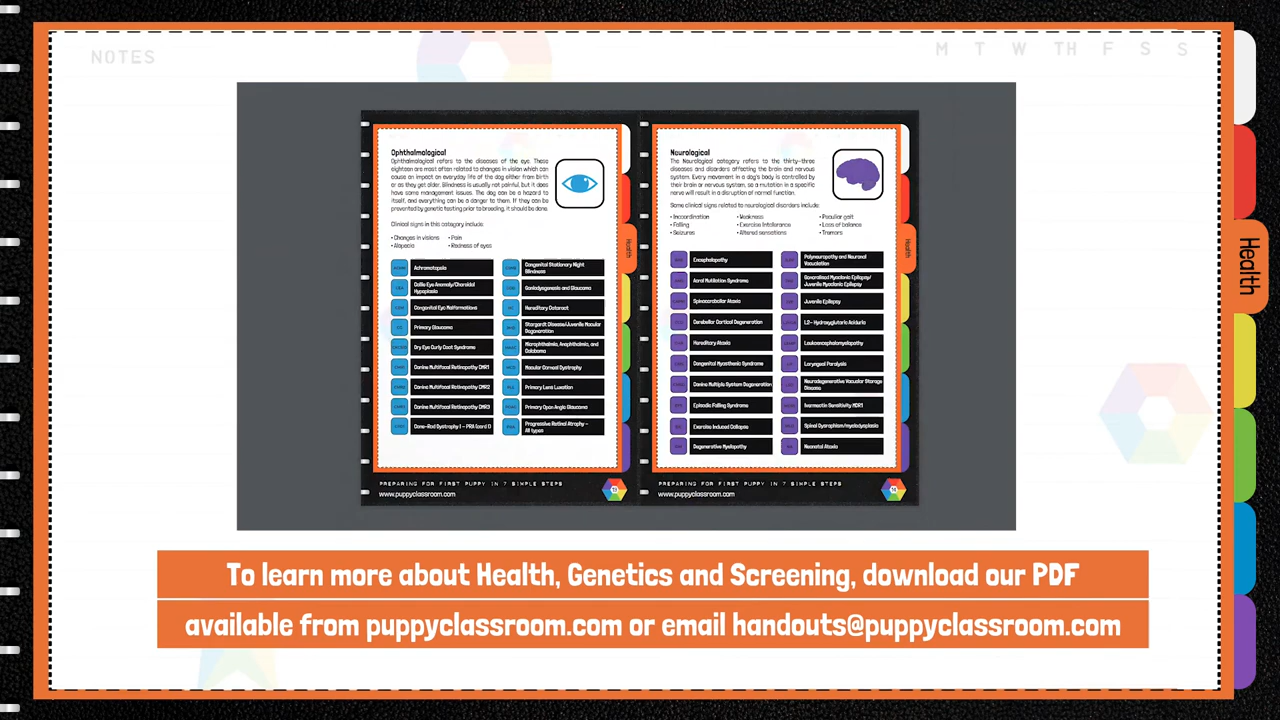 NOTES
M T W TH F S S
Health
Ophthalmological
Ophthalmological refers to the diseases of the eye. These
eighteen are most often related to changes in vision which can
cause an impact on everyday life of the dog either from birth
or as they get older. Blindness is usually not painful, but it does
have some management issues. The dog can be a hazard to
itself, and everything can be a danger to them. If they can be
prevented by genetic testing prior to breeding, it should be done.
Clinical signs in this category include:
• Changes in visions • Pain
• Alopecia • Redness of eyes
Achromatopsia
Congenital Stationary Night
Blindness
Collie Eye Anomaly/Choroidal
Hypoplasia
Goniodysgenesis and Glaucoma
Congenital Eye Malformations
Hereditary Cataract
Primary Glaucoma
Stargardt Disease/Juvenile Macular
Degeneration
Dry Eye Curly Coat Syndrome
Microphthalmia, Anophthalmia, and
Coloboma
Canine Multifocal Retinopathy CMR1
Macular Corneal Dystrophy
Canine Multifocal Retinopathy CMR2
Primary Lens Luxation
Canine Multifocal Retinopathy CMR3
Primary Open Angle Glaucoma
Cone-Rod Dystrophy 1 - PRA (cord 1)
Progressive Retinal Atrophy -
All types
Health
PREPARING FOR FIRST PUPPY IN 7 SIMPLE STEPS
www.puppyclassroom.com
Neurological
The Neurological category refers to the thirty-three
diseases and disorders affecting the brain and nervous
system. Every movement in a dog's body is controlled by
their brain or nervous system, so a mutation in a specific
nerve will result in a disruption of normal function.
Some clinical signs related to neurological disorders include:
• Incoordination • Weakness • Peculiar gait
• Falling • Exercise intolerance • Loss of balance
• Seizures • Altered sensations • Tremors
Encephalopathy
Polyneuropathy and Neuronal
Vacuolation
Acral Mutilation Syndrome
Generalised Myoclonic Epilepsy/
Juvenile Myoclonic Epilepsy
Spinocerebellar Ataxia
Juvenile Epilepsy
Cerebellar Cortical Degeneration
L2- Hydroxyglutaric Aciduria
Hereditary Ataxia
Leukoencephalomyelopathy
Congenital Myasthenic Syndrome
Laryngeal Paralysis
Canine Multiple System Degeneration
Neurodegenerative Vacuolar Storage
Disease
Episodic Falling Syndrome
Ivermectin Sensitivity MDR1
Exercise Induced Collapse
Spinal Dysraphism/myelodysplasia
Degenerative Myelopathy
Neonatal Ataxia
Health
PREPARING FOR FIRST PUPPY IN 7 SIMPLE STEPS
www.puppyclassroom.com
To learn more about Health, Genetics and Screening, download our PDF
available from puppyclassroom.com or email handouts@puppyclassroom.com